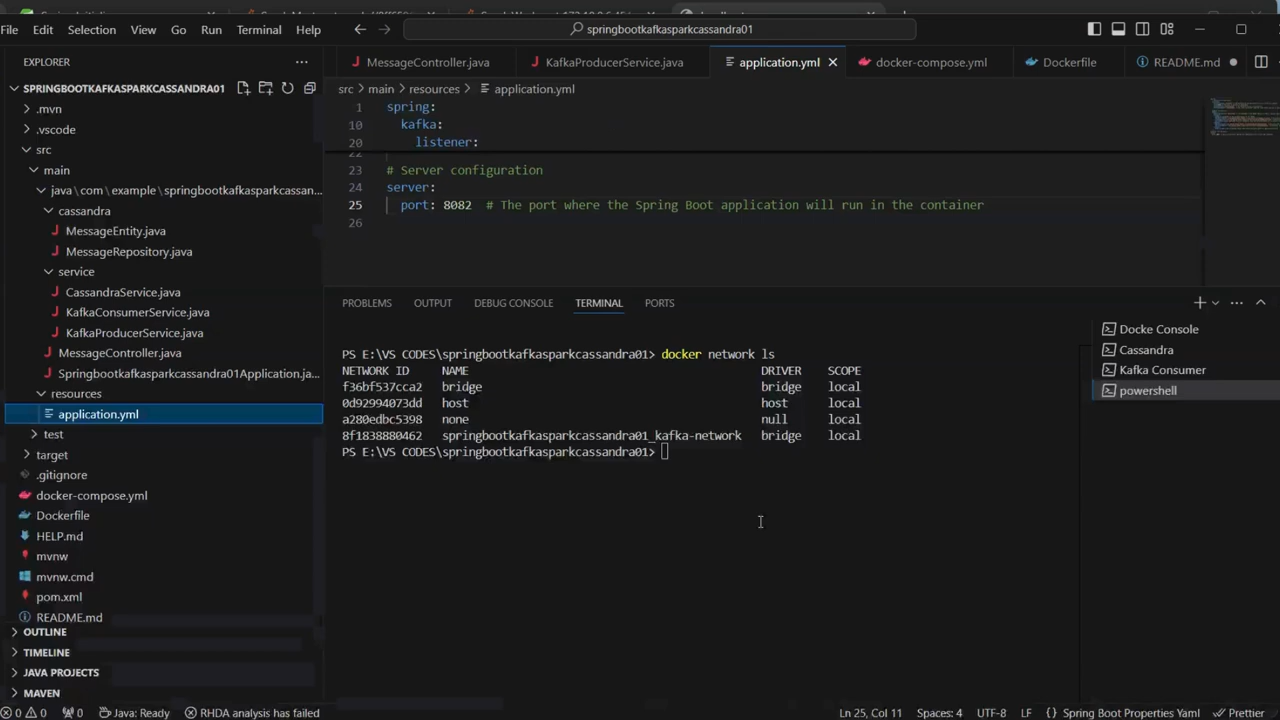 File Edit Selection View Go Run Terminal Help
springbootkafkasparkcassandra01
EXPLORER
SPRINGBOOTKAFKASPARKCASSANDRA01
.mvn
.vscode
src
main
java\com\example\springbootkafkasparkcassan...
cassandra
MessageEntity.java
MessageRepository.java
service
CassandraService.java
KafkaConsumerService.java
KafkaProducerService.java
MessageController.java
Springbootkafkasparkcassandra01Application.ja...
resources
application.yml
test
target
.gitignore
docker-compose.yml
Dockerfile
HELP.md
mvnw
mvnw.cmd
pom.xml
README.md
OUTLINE
TIMELINE
JAVA PROJECTS
MAVEN
MessageController.java KafkaProducerService.java application.yml docker-compose.yml Dockerfile README.md
src > main > resources > application.yml
1 spring:
10 kafka:
20 listener:
22
23 # Server configuration
24 server:
25 port: 8082 # The port where the Spring Boot application will run in the container
26
PROBLEMS OUTPUT DEBUG CONSOLE TERMINAL PORTS
PS E:\VS CODES\springbootkafkasparkcassandra01> docker network ls
NETWORK ID NAME DRIVER SCOPE
f36bf537cca2 bridge bridge local
0d92994073dd host host local
a280edbc5398 none null local
8f1838880462 springbootkafkasparkcassandra01_kafka-network bridge local
PS E:\VS CODES\springbootkafkasparkcassandra01>
Docke Console
Cassandra
Kafka Consumer
powershell
0 0 0 Java: Ready RHDA analysis has failed Ln 25, Col 11 Spaces: 4 UTF-8 LF {} Spring Boot Properties Yaml Prettier